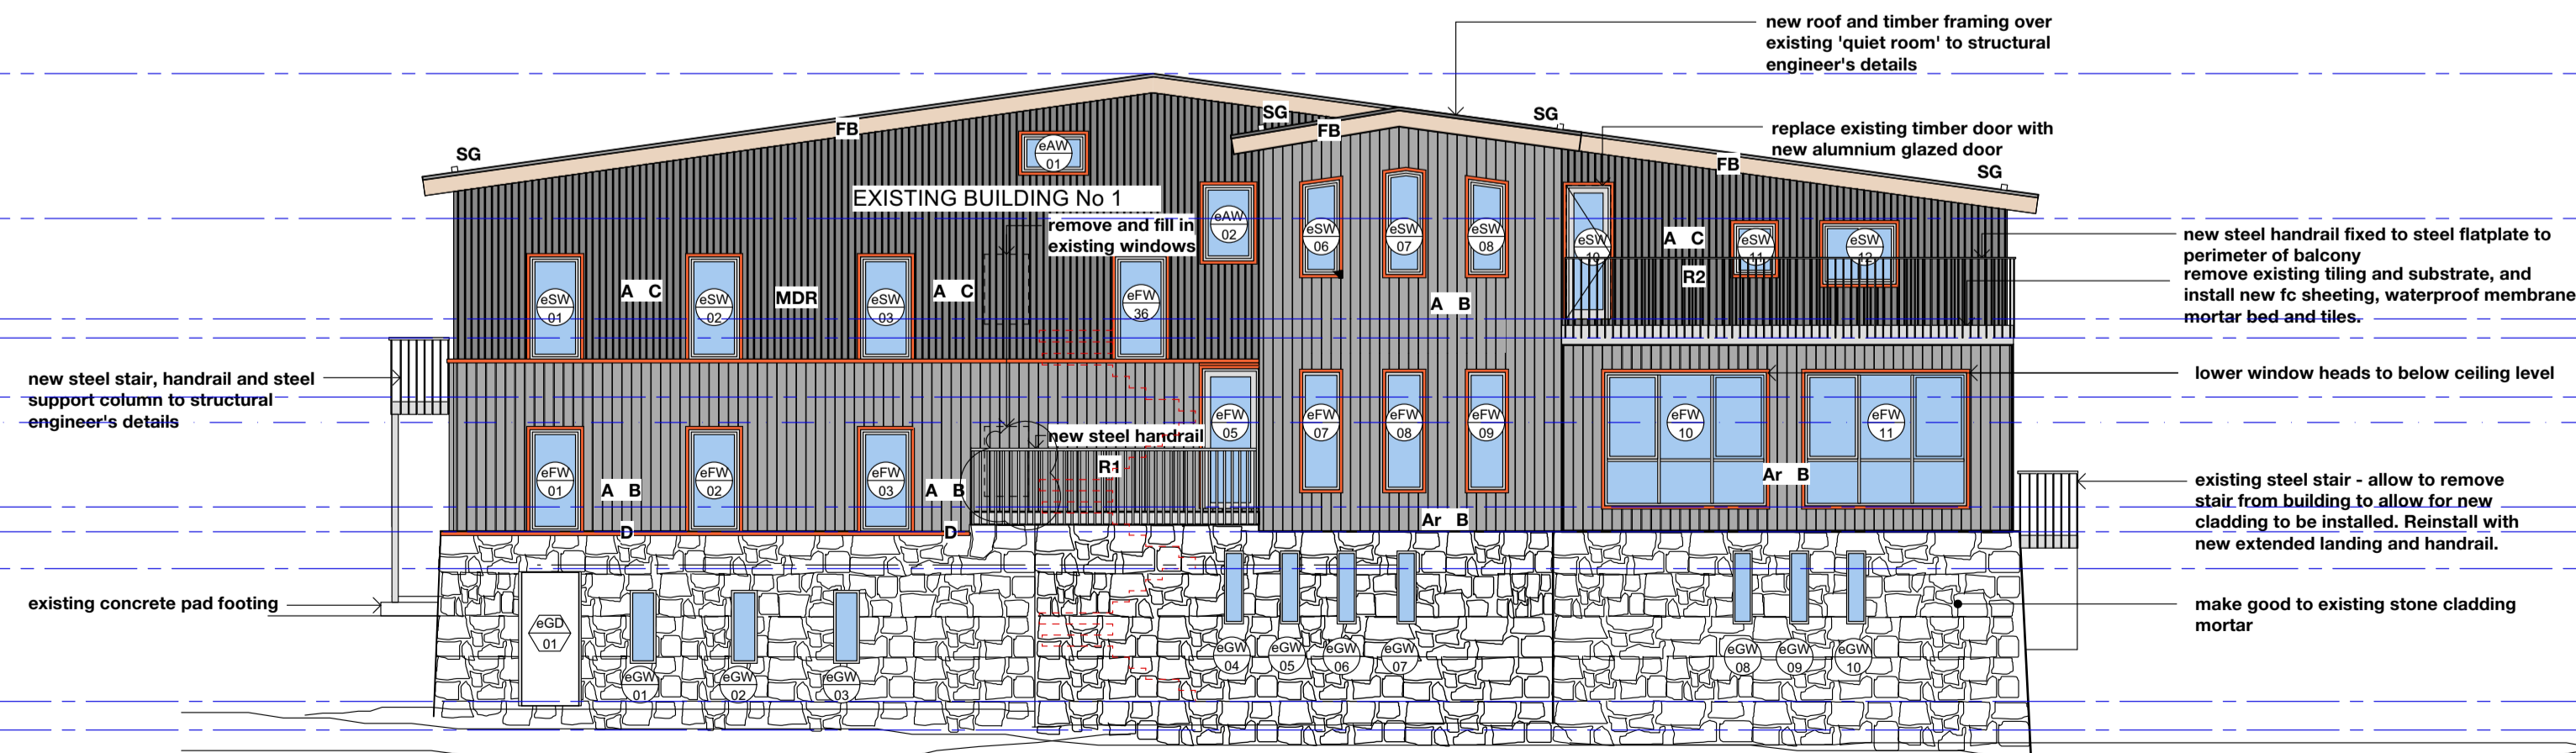 new roof and timber framing over
existing 'quiet room' to structural
engineer's details
SG
SG
FB
FB
replace existing timber door with
new alumnium glazed door
eAW
01
SG
FB
SG
EXISTING BUILDING No 1
remove and fill in
existing windows
eAW
02
eSW
06
eSW
07
eSW
08
eSW
10
A C
eSW
11
eSW
12
R2
new steel handrail fixed to steel flatplate to
perimeter of balcony
remove existing tiling and substrate, and
install new fc sheeting, waterproof membrane
mortar bed and tiles.
eSW
01
A C
eSW
02
MDR
eSW
03
A C
eFW
36
A B
new steel stair, handrail and steel
support column to structural
engineer's details
lower window heads to below ceiling level
eFW
05
eFW
07
eFW
08
eFW
09
eFW
10
eFW
11
new steel handrail
R1
eFW
01
A B
eFW
02
eFW
03
A B
Ar B
Ar B
D
D
existing steel stair - allow to remove
stair from building to allow for new
cladding to be installed. Reinstall with
new extended landing and handrail.
existing concrete pad footing
make good to existing stone cladding
mortar
eGD
01
eGW
01
eGW
02
eGW
03
eGW
04
eGW
05
eGW
06
eGW
07
eGW
08
eGW
09
eGW
10